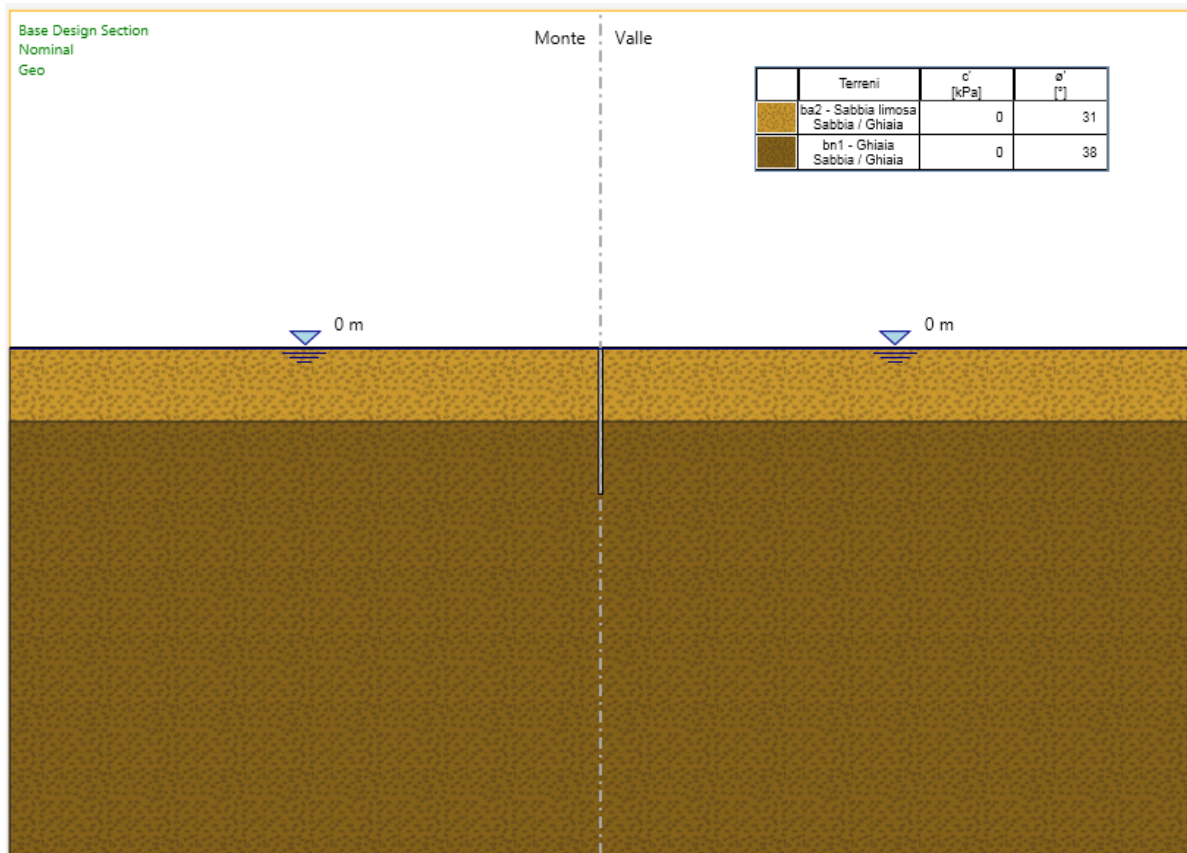 Base Design Section
Nominal
Geo
Monte
Valle
Terreni
c'
[kPa]
ø'
[°]
ba2 - Sabbia limosa
Sabbia / Ghiaia
0
31
bn1 - Ghiaia
Sabbia / Ghiaia
0
38
0 m
0 m